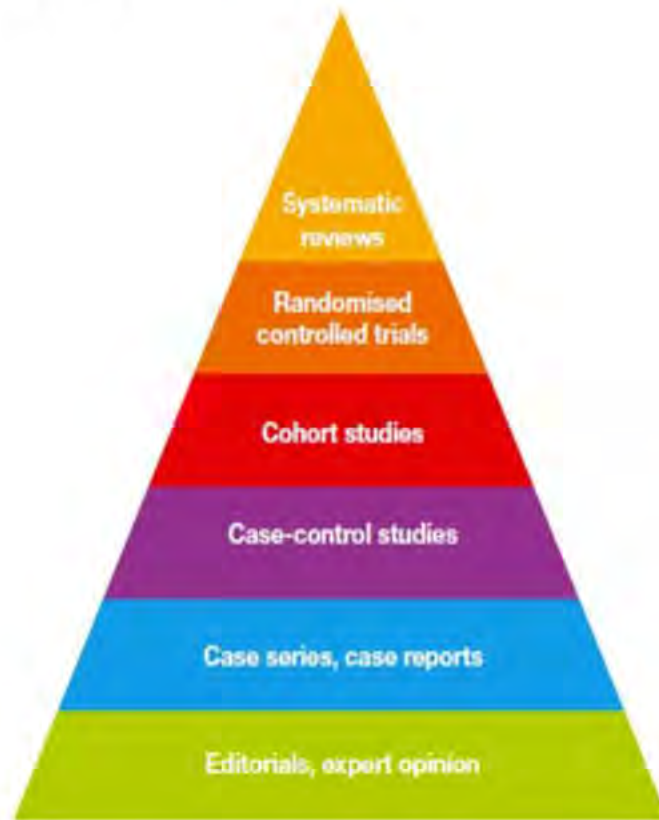 Systematic
reviews
Randomised
controlled trials
Cohort studies
Case-control studies
Case series, case reports
Editorials, expert opinion